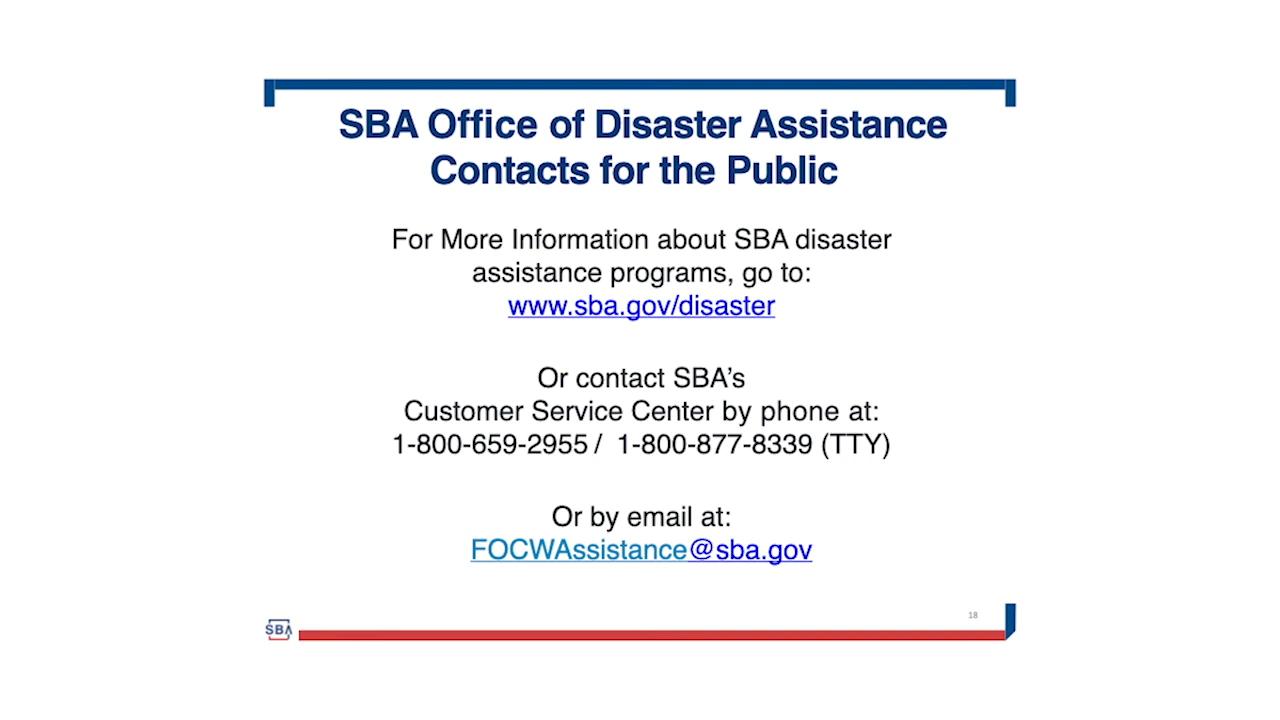 SBA Office of Disaster Assistance
Contacts for the Public
For More Information about SBA disaster
assistance programs, go to:
www.sba.gov/disaster
Or contact SBA’s
Customer Service Center by phone at:
1-800-659-2955 / 1-800-877-8339 (TTY)
Or by email at:
FOCWAssistance@sba.gov
18
SBA